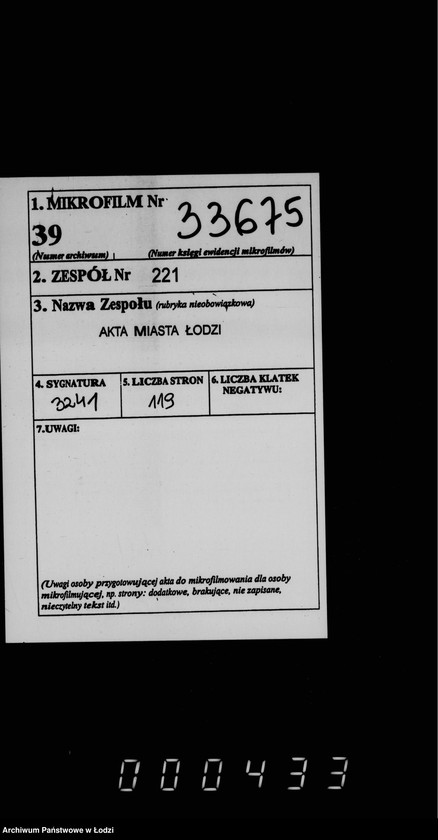 1. MIKROFILM Nr 33675
39
(Numer archiwum) (Numer księgi ewidencji mikrofilmów)
2. ZESPÓŁ Nr 221
3. Nazwa Zespołu (rubryka nieobowiązkowa)
AKTA MIASTA ŁODZI
4. SYGNATURA 5. LICZBA STRON 6. LICZBA KLATEK
NEGATYWU:
3241 119
7.UWAGI:
(Uwagi osoby przygotowującej akta do mikrofilmowania dla osoby
mikrofilmującej, np. strony: dodatkowe, brakujące, nie zapisane,
nieczytelny tekst itd.)
000433
Archiwum Państwowe w Łodzi